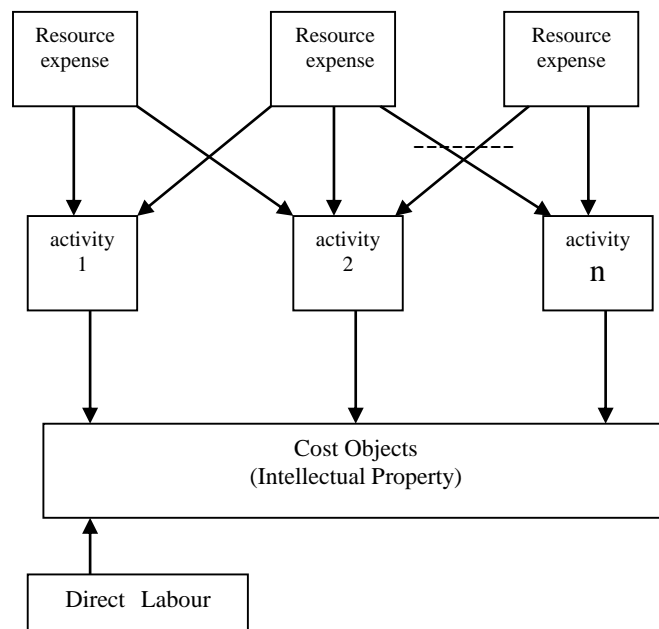 Resource
expense
Resource
expense
Resource
expense
activity
1
activity
2
activity
n
Cost Objects
(Intellectual Property)
Direct Labour